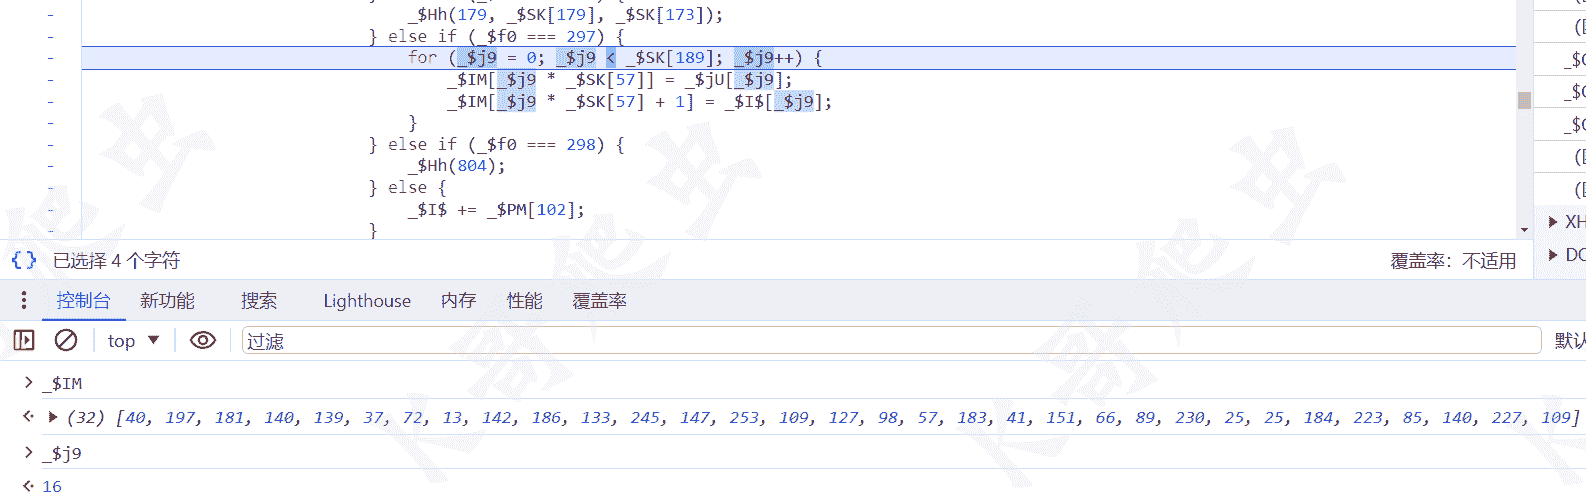 _$Hh(179, _$SK[179], _$SK[173]);
} else if (_$f0 === 297) {
for (_$j9 = 0; _$j9 < _$SK[189]; _$j9++) {
_$IM[_$j9 * _$SK[57]] = _$jU[_$j9];
_$IM[_$j9 * _$SK[57] + 1] = _$I$[_$j9];
}
} else if (_$f0 === 298) {
_$Hh(804);
} else {
_$I$ += _$PM[102];
}
{} 已选择 4 个字符 覆盖率：不适用
控制台 新功能 搜索 Lighthouse 内存 性能 覆盖率
top ▼ 过滤
> _$IM
(32) [40, 197, 181, 140, 139, 37, 72, 13, 142, 186, 133, 245, 147, 253, 109, 127, 98, 57, 183, 41, 151, 66, 89, 230, 25, 25, 184, 223, 85, 140, 227, 109]
> _$j9
16
K哥爬虫